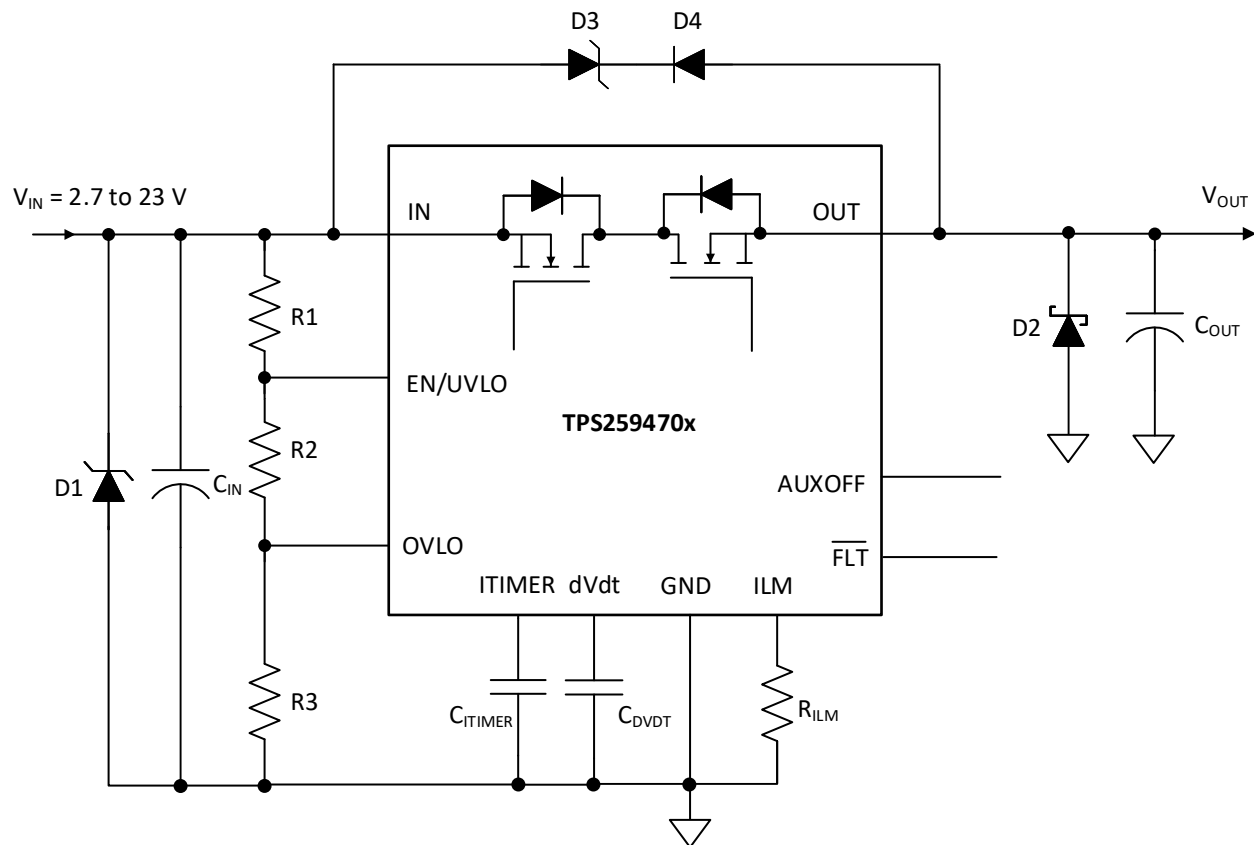 D3 D4
V_IN = 2.7 to 23 V
IN
OUT
V_OUT
R1
D2
C_OUT
EN/UVLO
TPS259470x
R2
D1
C_IN
AUXOFF
OVLO
F̅L̅T̅
ITIMER dVdt GND ILM
R3
C_ITIMER
C_DVDT
R_ILM